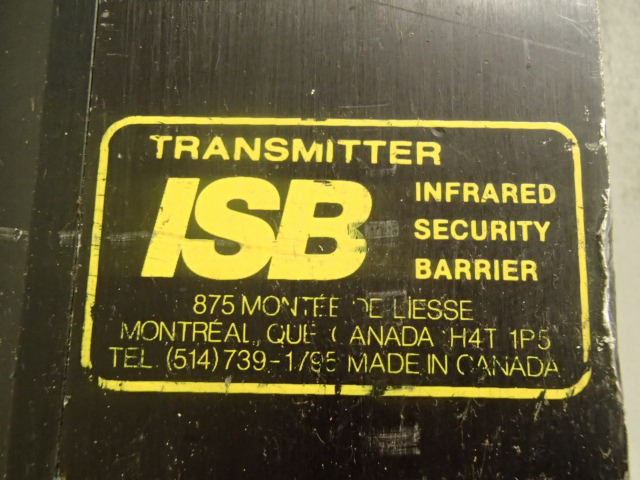 TRANSMITTER
ISB
INFRARED
SECURITY
BARRIER
875 MONTÉE DE LIESSE
MONTRÉAL, QUE CANADA H4T 1P5
TEL. (514) 739-1795 MADE IN CANADA